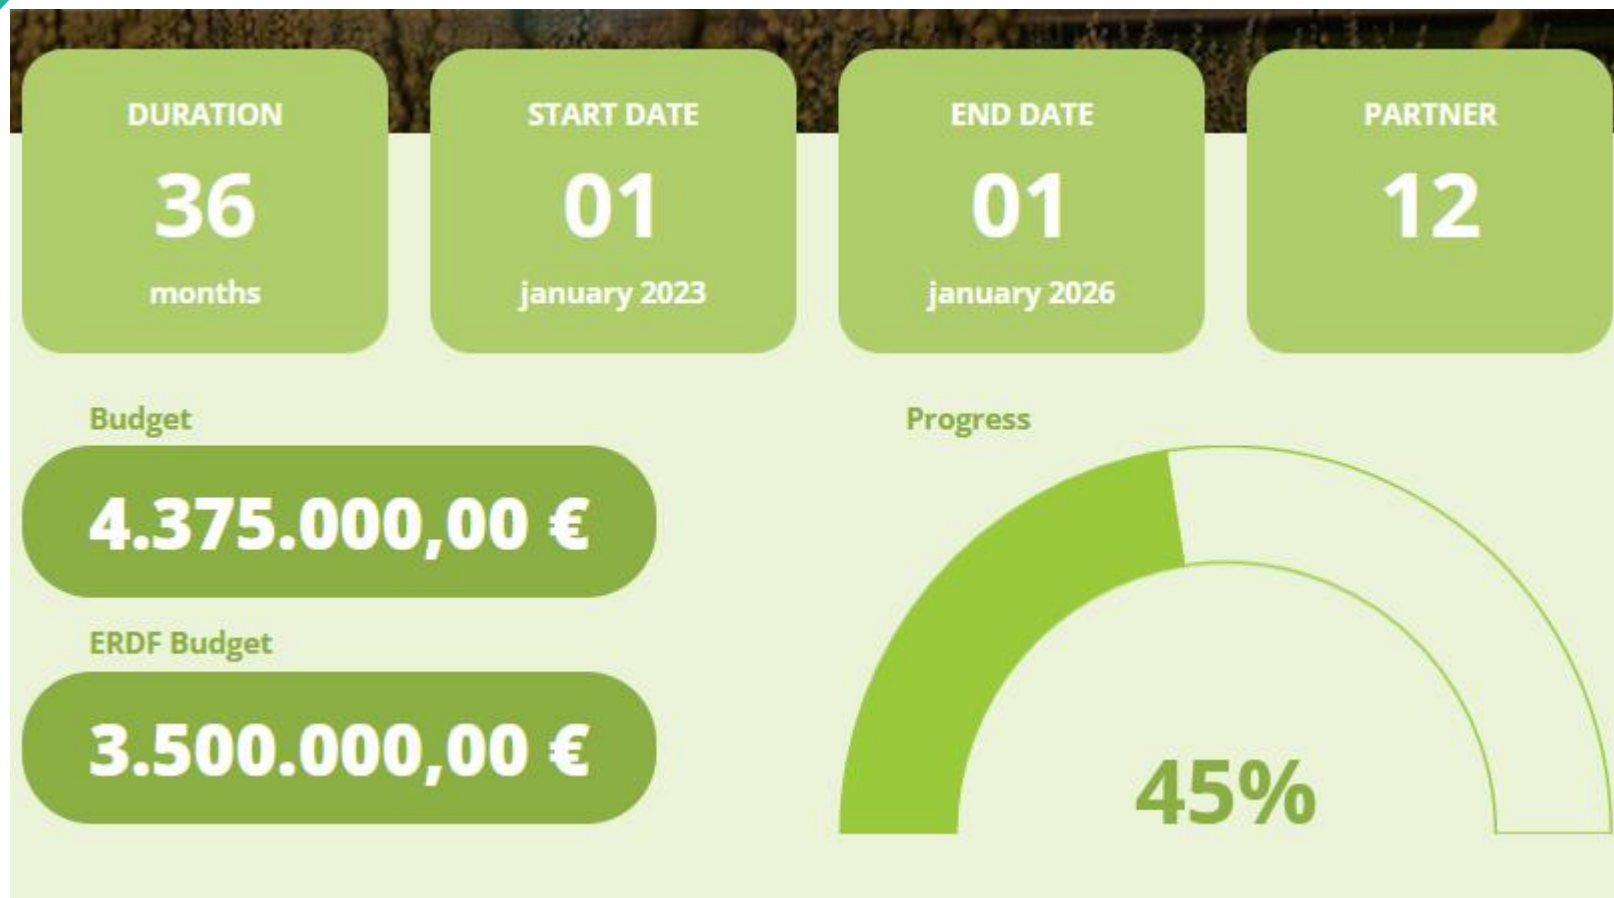 DURATION
36
months
START DATE
01
january 2023
END DATE
01
january 2026
PARTNER
12
Budget
4.375.000,00 €
ERDF Budget
3.500.000,00 €
Progress
45%